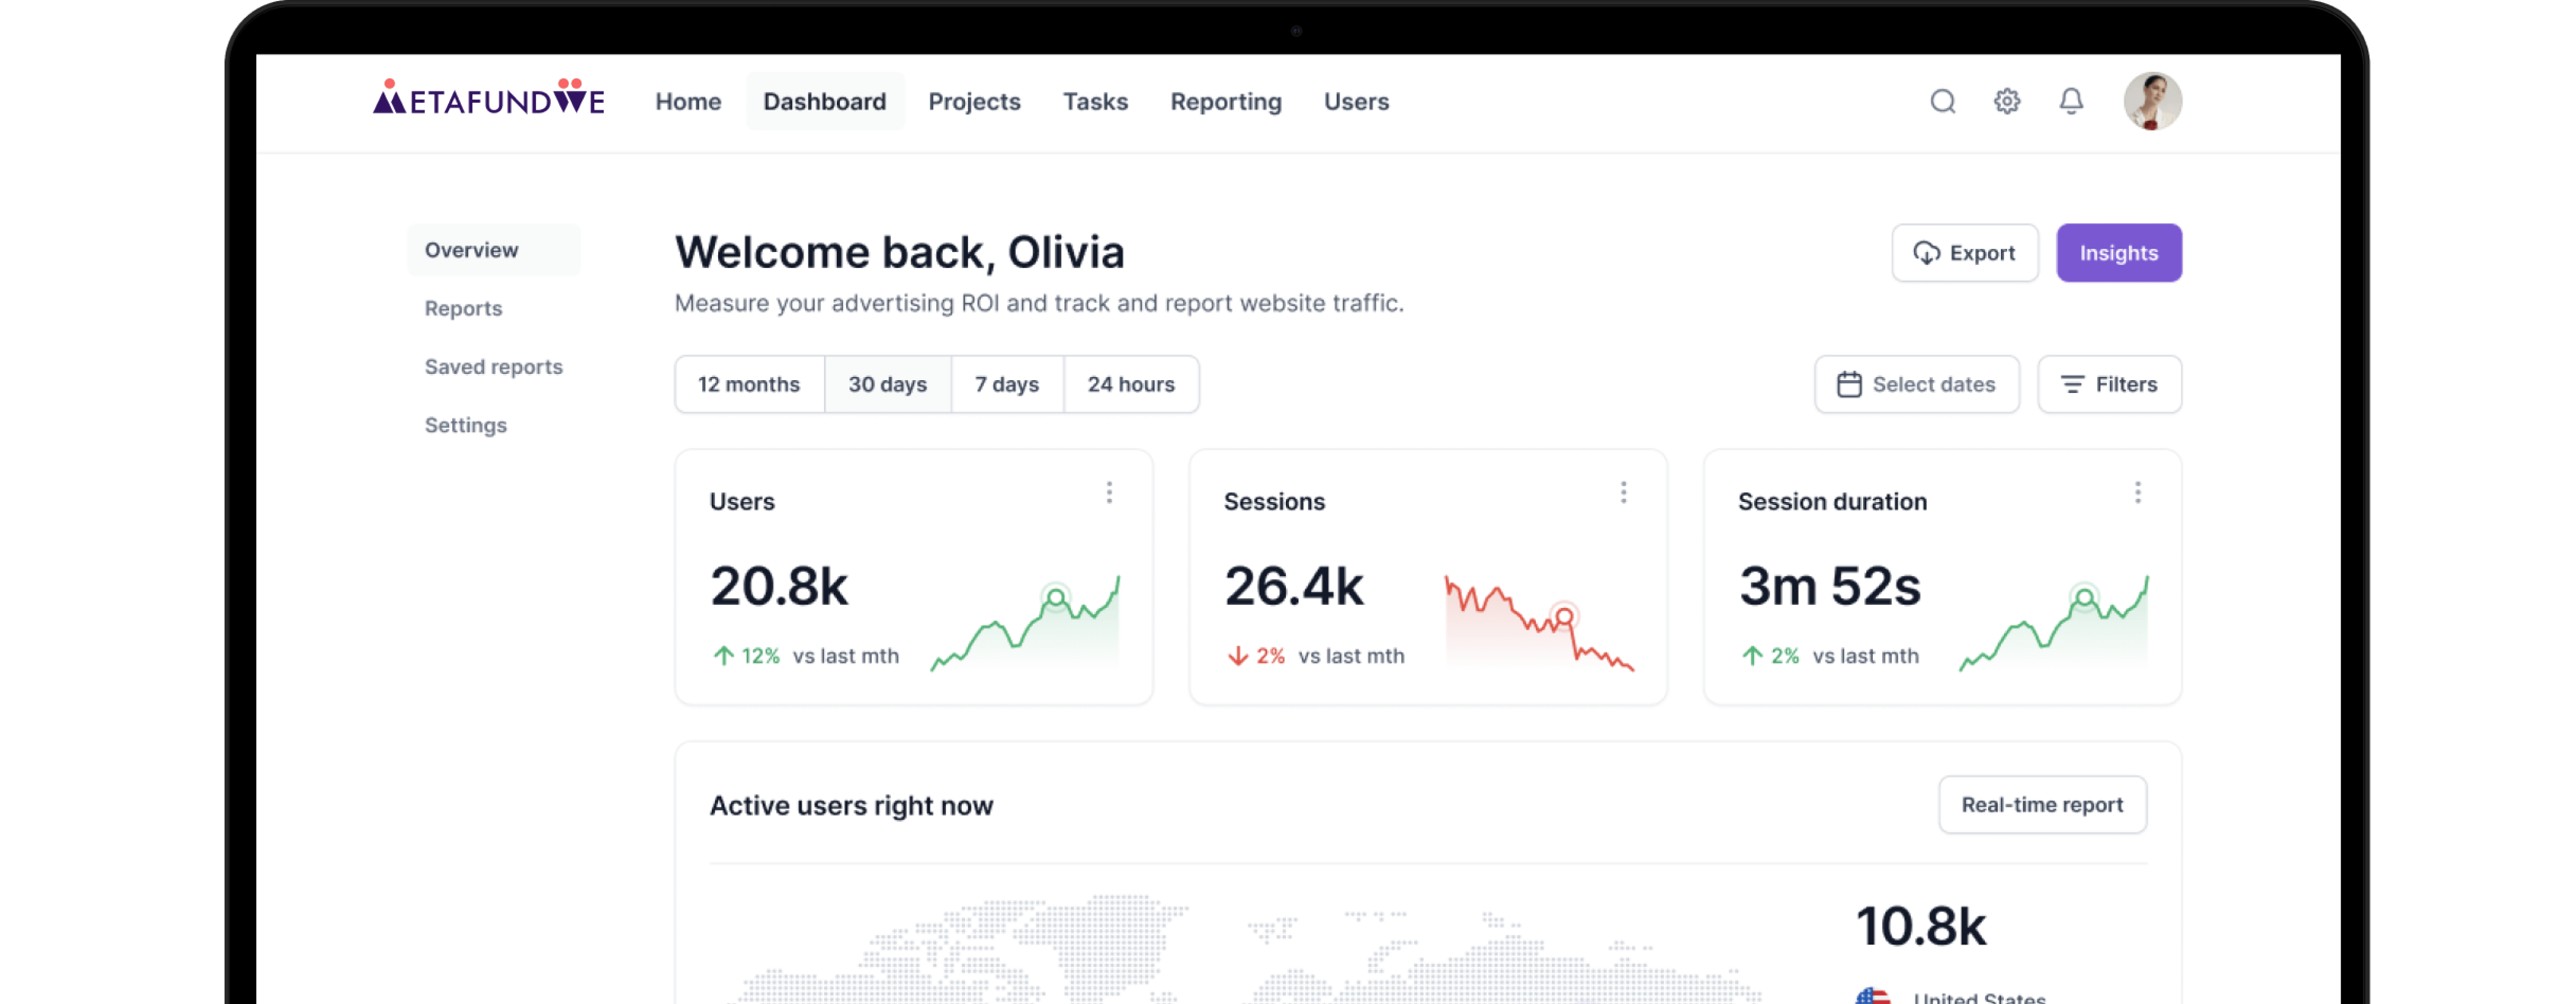 METAFUNDWE
Home Dashboard Projects Tasks Reporting Users
Overview
Reports
Saved reports
Settings
Welcome back, Olivia
Measure your advertising ROI and track and report website traffic.
Export Insights
12 months 30 days 7 days 24 hours
Select dates Filters
Users
20.8k
12% vs last mth
Sessions
26.4k
2% vs last mth
Session duration
3m 52s
2% vs last mth
Active users right now
Real-time report
10.8k
United States